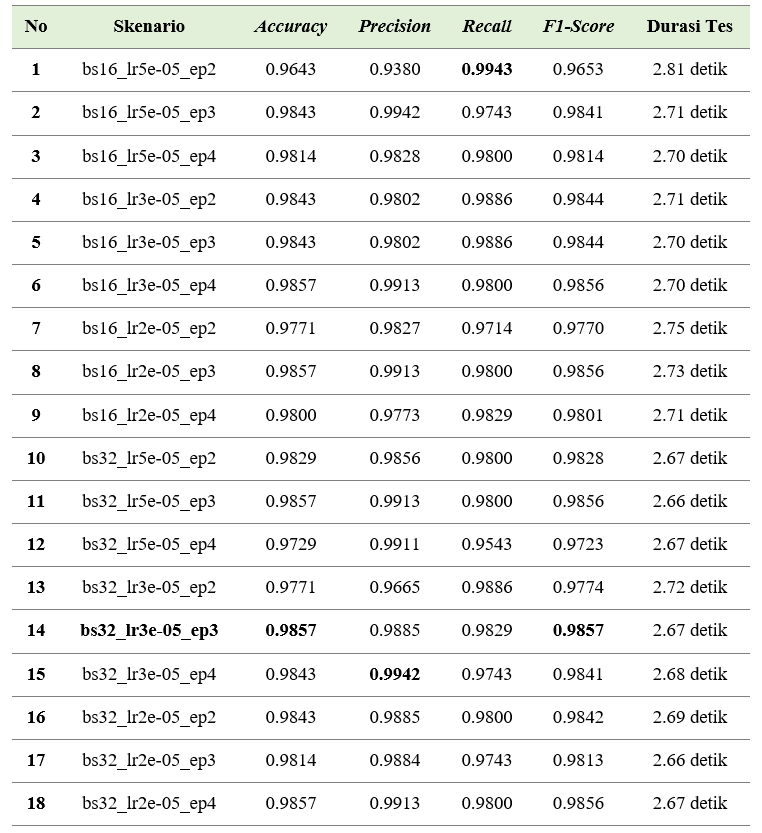 No Skenario Accuracy Precision Recall F1-Score Durasi Tes
1 bs16_lr5e-05_ep2 0.9643 0.9380 0.9943 0.9653 2.81 detik
2 bs16_lr5e-05_ep3 0.9843 0.9942 0.9743 0.9841 2.71 detik
3 bs16_lr5e-05_ep4 0.9814 0.9828 0.9800 0.9814 2.70 detik
4 bs16_lr3e-05_ep2 0.9843 0.9802 0.9886 0.9844 2.71 detik
5 bs16_lr3e-05_ep3 0.9843 0.9802 0.9886 0.9844 2.70 detik
6 bs16_lr3e-05_ep4 0.9857 0.9913 0.9800 0.9856 2.70 detik
7 bs16_lr2e-05_ep2 0.9771 0.9827 0.9714 0.9770 2.75 detik
8 bs16_lr2e-05_ep3 0.9857 0.9913 0.9800 0.9856 2.73 detik
9 bs16_lr2e-05_ep4 0.9800 0.9773 0.9829 0.9801 2.71 detik
10 bs32_lr5e-05_ep2 0.9829 0.9856 0.9800 0.9828 2.67 detik
11 bs32_lr5e-05_ep3 0.9857 0.9913 0.9800 0.9856 2.66 detik
12 bs32_lr5e-05_ep4 0.9729 0.9911 0.9543 0.9723 2.67 detik
13 bs32_lr3e-05_ep2 0.9771 0.9665 0.9886 0.9774 2.72 detik
14 bs32_lr3e-05_ep3 0.9857 0.9885 0.9829 0.9857 2.67 detik
15 bs32_lr3e-05_ep4 0.9843 0.9942 0.9743 0.9841 2.68 detik
16 bs32_lr2e-05_ep2 0.9843 0.9885 0.9800 0.9842 2.69 detik
17 bs32_lr2e-05_ep3 0.9814 0.9884 0.9743 0.9813 2.66 detik
18 bs32_lr2e-05_ep4 0.9857 0.9913 0.9800 0.9856 2.67 detik